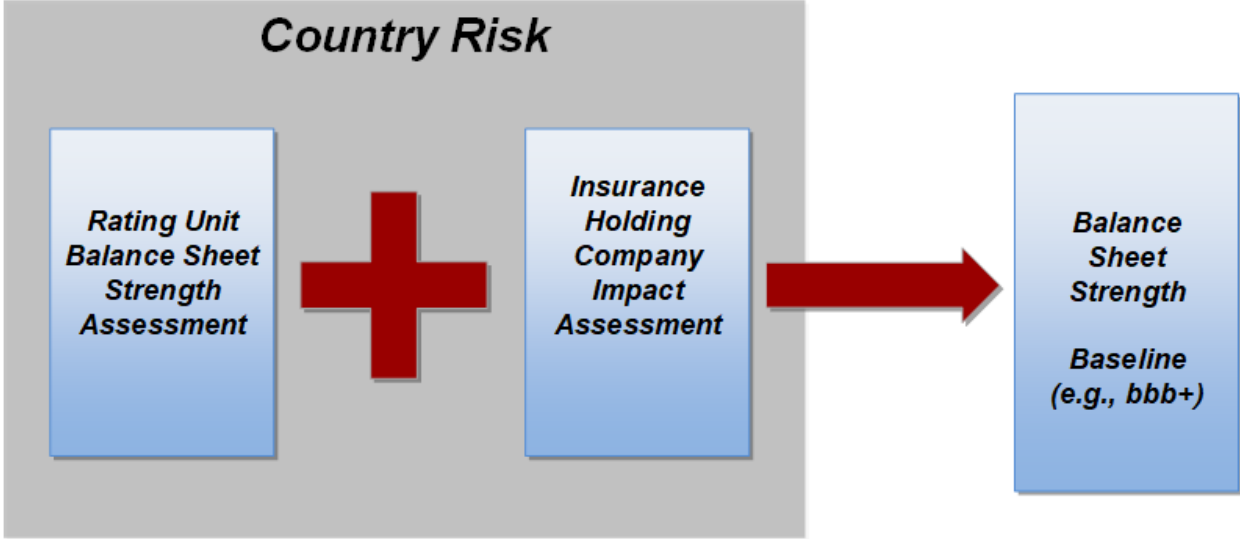 Country Risk
Rating Unit
Balance Sheet
Strength
Assessment
Insurance
Holding
Company
Impact
Assessment
Balance
Sheet
Strength
Baseline
(e.g., bbb+)